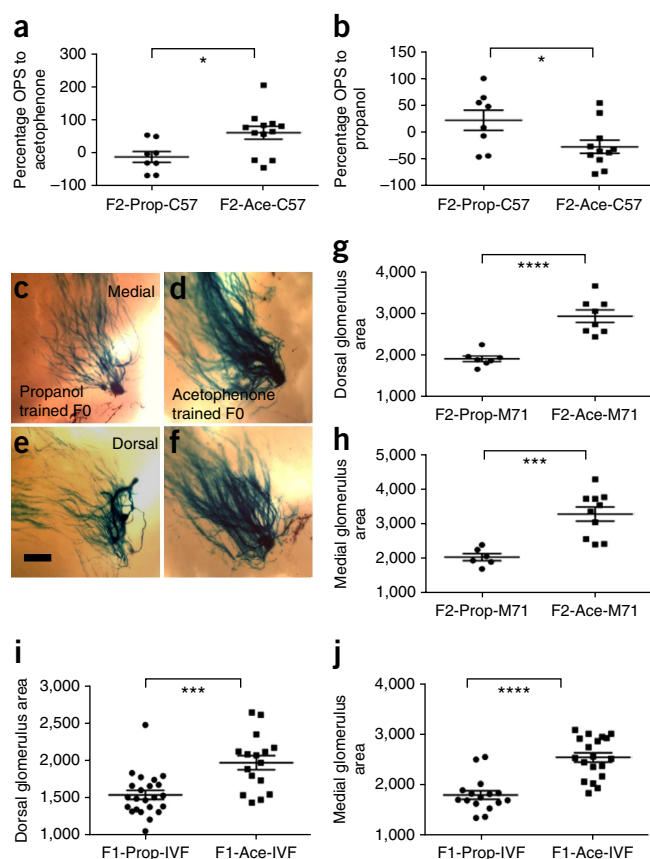 a
Percentage OPS to
acetophenone
300
200
100
0
−100
*
F2-Prop-C57
F2-Ace-C57
b
Percentage OPS to
propanol
150
100
50
0
−50
−100
*
F2-Prop-C57
F2-Ace-C57
c
Medial
Propanol
trained F0
d
Acetophenone
trained F0
e
Dorsal
f
g
Dorsal glomerulus
area
4,000
3,000
2,000
1,000
****
F2-Prop-M71
F2-Ace-M71
h
Medial glomerulus
area
5,000
4,000
3,000
2,000
1,000
***
F2-Prop-M71
F2-Ace-M71
i
Dorsal glomerulus area
3,000
2,500
2,000
1,500
1,000
***
F1-Prop-IVF
F1-Ace-IVF
j
Medial glomerulus
area
4,000
3,000
2,000
1,000
****
F1-Prop-IVF
F1-Ace-IVF